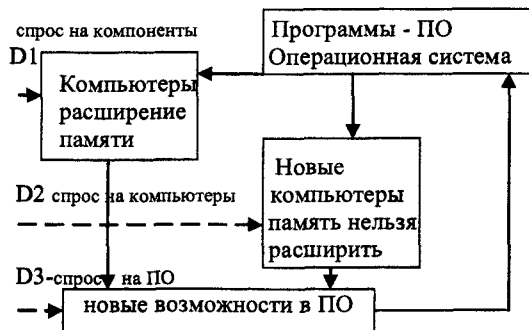 спрос на компоненты
D1
Программы - ПО
Операционная система
Компьютеры
расширение
памяти
Новые
компьютеры
память нельзя
расширить
D2 спрос на компьютеры
D3-спрос на ПО
новые возможности в ПО